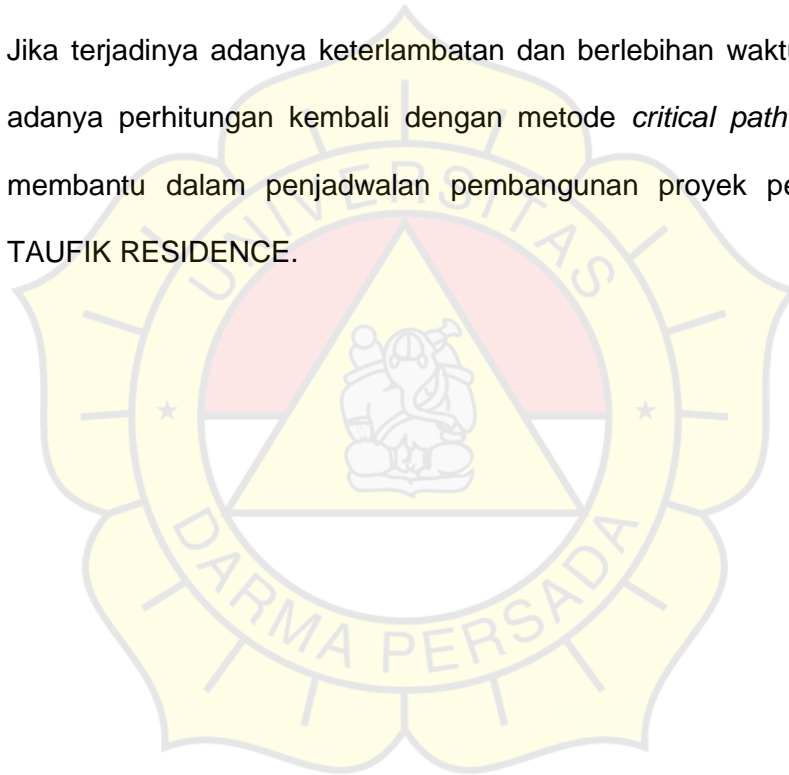 Jika terjadinya adanya keterlambatan dan berlebihan waktu
adanya perhitungan kembali dengan metode critical path
membantu dalam penjadwalan pembangunan proyek pe
TAUFIK RESIDENCE.
UNIVERSITAS
DARMA PERSADA